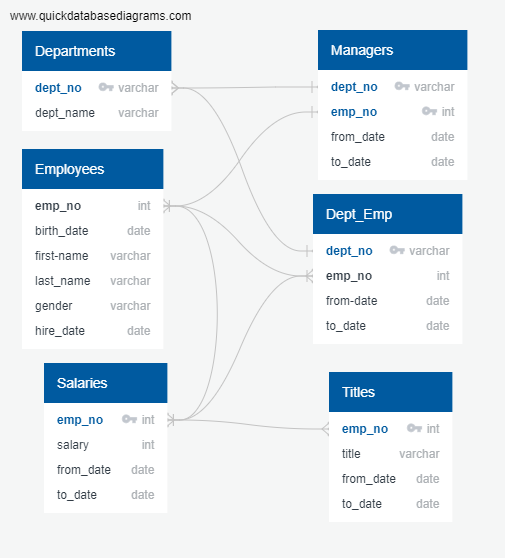 www.quickdatabasediagrams.com
Departments
dept_no varchar
dept_name varchar
Managers
dept_no varchar
emp_no int
from_date date
to_date date
Employees
emp_no int
birth_date date
first-name varchar
last_name varchar
gender varchar
hire_date date
Dept_Emp
dept_no varchar
emp_no int
from-date date
to_date date
Salaries
emp_no int
salary int
from_date date
to_date date
Titles
emp_no int
title varchar
from_date date
to_date date